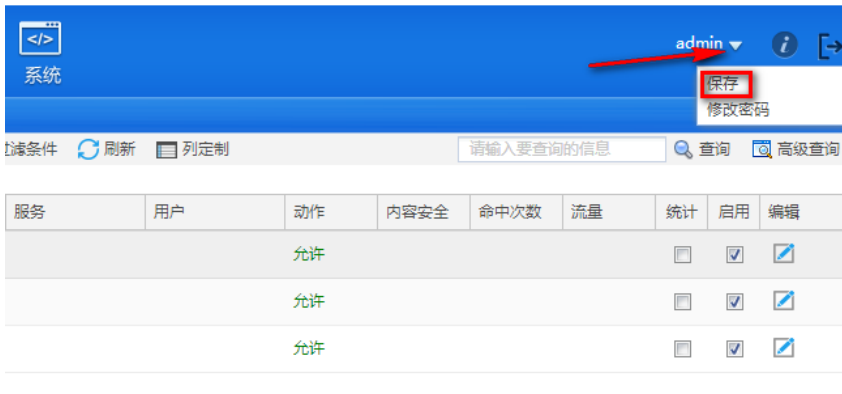 </>
系统
admin
保存
修改密码
过滤条件 刷新 列定制 请输入要查询的信息 查询 高级查询
服务 用户 动作 内容安全 命中次数 流量 统计 启用 编辑
允许
允许
允许